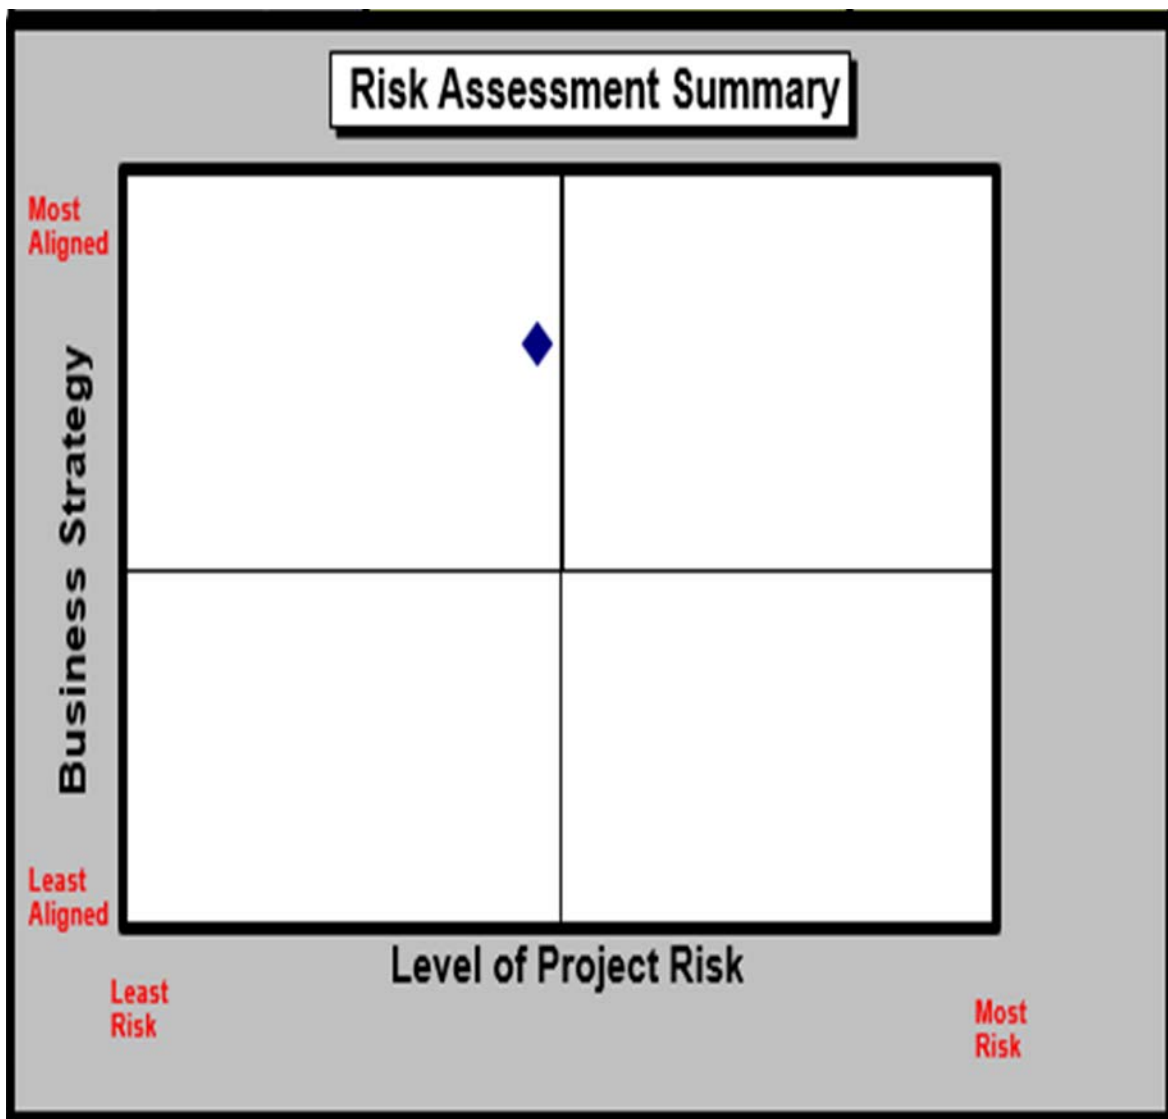 Risk Assessment Summary
Most
Aligned
Business Strategy
Least
Aligned
Level of Project Risk
Least
Risk
Most
Risk